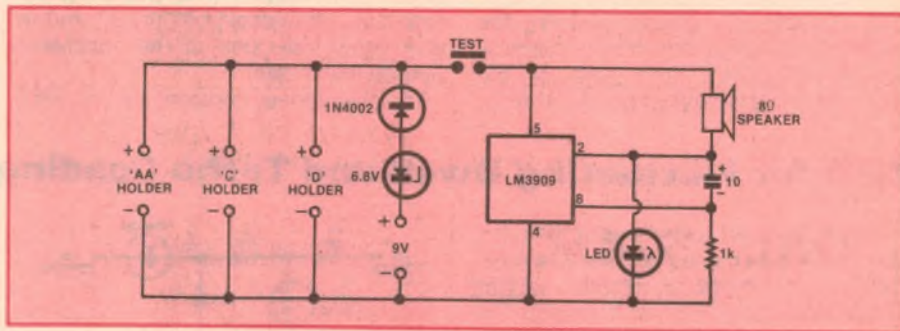 TEST
1N4002
8Ω
SPEAKER
5
2
+
+
+
+
'AA'
HOLDER
'C'
HOLDER
'D'
HOLDER
6.8V
LM3909
10
−
−
−
−
8
+
9V
−
4
LED
λ
1k